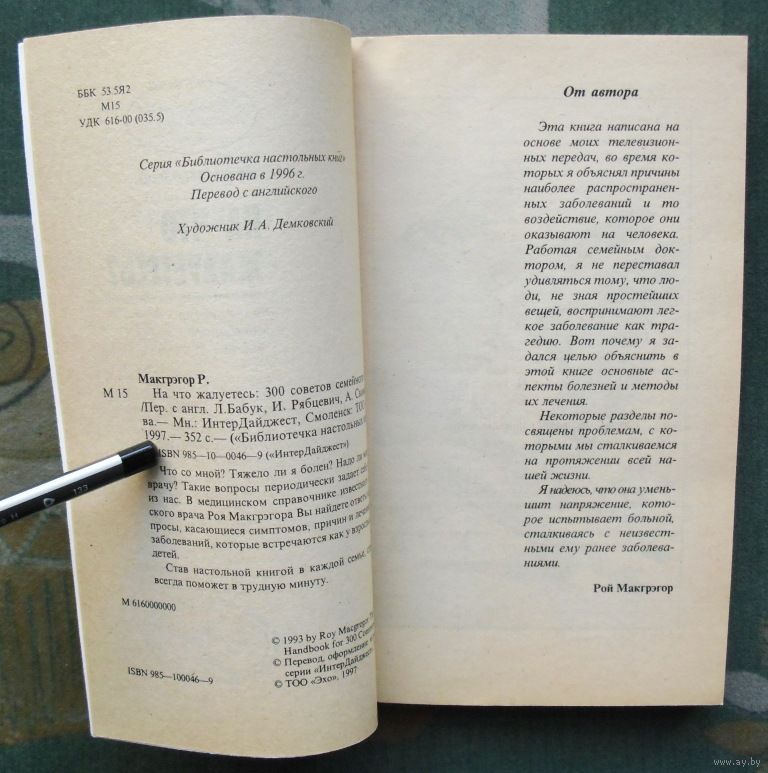 ББК 53.5Я2
М15
УДК 616-00 (035.5)
Серия «Библиотечка настольных книг»
Основана в 1996 г.
Перевод с английского
Художник И.А. Демковский
Макгрэгор Р.
М 15 На что жалуетесь: 300 советов семейного
/Пер. с англ. Л.Бабук, И. Рябцевич, А.
ва.— Мн.: ИнтерДайджест, Смоленск: ТОО
1997.— 352 с.— («Библиотечка настольных
ISBN 985—10—0046—9 («ИнтерДайджест»)
Что со мной? Тяжело ли я болен? Надо ли
врачу? Такие вопросы периодически задает
из нас. В медицинском справочнике
ского врача Роя Макгрэгора Вы найдете
просы, касающиеся симптомов, причин и
заболеваний, которые встречаются как у
детей.
Став настольной книгой в каждой семье,
всегда поможет в трудную минуту.
М 6160000000
© 1993 by Roy Macgregor
Handbook for 300
© Перевод, оформление
серии «ИнтерДайджест»
© ТОО «Эхо», 1997
ISBN 985—100046—9
От автора
Эта книга написана на
основе моих телевизион-
ных передач, во время ко-
торых я объяснял причины
наиболее распространен-
ных заболеваний и то
воздействие, которое они
оказывают на человека.
Работая семейным док-
тором, я не переставал
удивляться тому, что лю-
ди, не зная простейших
вещей, воспринимают лег-
кое заболевание как тра-
гедию. Вот почему я за-
дался целью объяснить в
этой книге основные ас-
пекты болезней и методы
их лечения.
Некоторые разделы по-
священы проблемам, с ко-
торыми мы сталкиваемся
на протяжении всей на-
шей жизни.
Я надеюсь, что она умень-
шит напряжение, кото-
рое испытывает больной,
сталкиваясь с неизвест-
ными ему ранее заболева-
ниями.
Рой Макгрэгор
www.ay.by